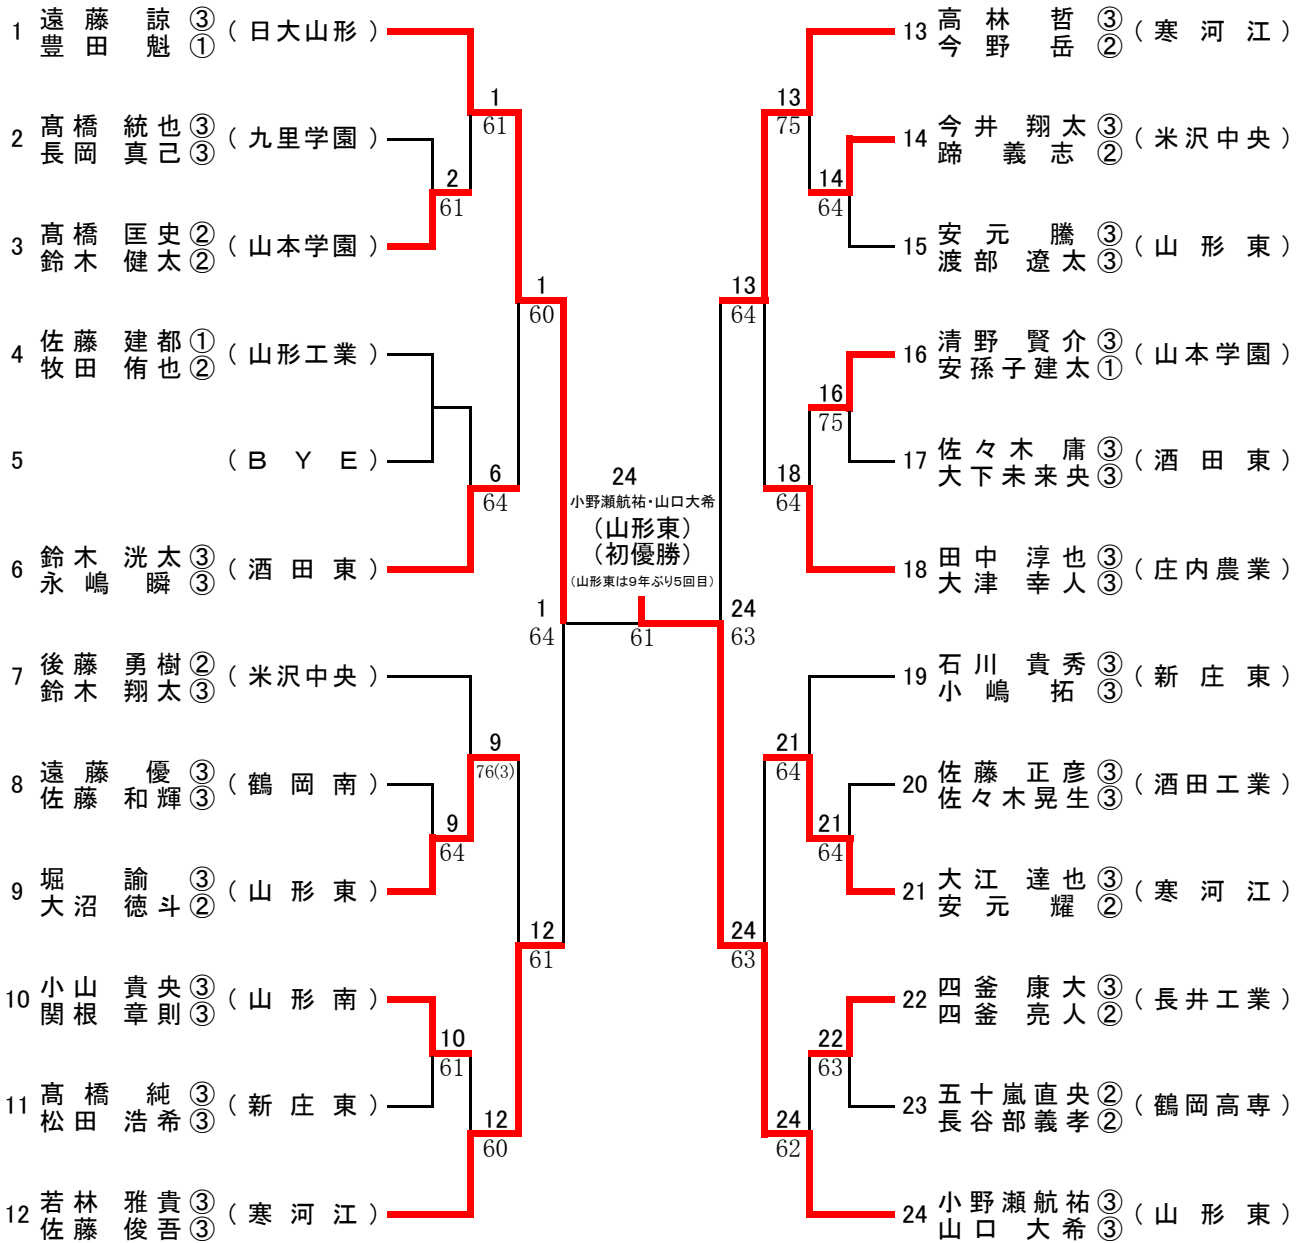 1 遠藤 諒 ③ (日大山形)
豊田 魁 ①
2 髙橋 統也 ③ (九里学園)
長岡 真己 ③
3 髙橋 匡史 ② (山本学園)
鈴木 健太 ②
4 佐藤 建都 ① (山形工業)
牧田 侑也 ②
5 (BYE)
6 鈴木 洸太 ③ (酒田東)
永嶋 瞬 ③
7 後藤 勇樹 ② (米沢中央)
鈴木 翔太 ③
8 遠藤 優 ③ (鶴岡南)
佐藤 和輝 ③
9 堀 諭 ③ (山形東)
大沼 徳斗 ②
10 小山 貴央 ③ (山形南)
関根 章則 ③
11 髙橋 純 ③ (新庄東)
松田 浩希 ③
12 若林 雅貴 ③ (寒河江)
佐藤 俊吾 ③
1
61
2
61
1
60
6
64
1
64
9
76(3)
9
64
12
61
10
61
12
60
24
小野瀬航祐・山口大希
(山形東)
(初優勝)
(山形東は9年ぶり5回目)
61
13
75
14
64
13
64
16
75
18
64
24
63
21
64
21
64
24
63
22
63
24
62
13 高林 哲 ③ (寒河江)
今野 岳 ②
14 今井 翔太 ③ (米沢中央)
蹄 義志 ②
15 安元 騰 ③ (山形東)
渡部 遼太 ③
16 清野 賢介 ③ (山本学園)
安孫子建太 ①
17 佐々木 庸 ③ (酒田東)
大下未来央 ③
18 田中 淳也 ③ (庄内農業)
大津 幸人 ③
19 石川 貴秀 ③ (新庄東)
小嶋 拓 ③
20 佐藤 正彦 ③ (酒田工業)
佐々木晃生 ③
21 大江 達也 ③ (寒河江)
安元 耀 ②
22 四釜 康大 ③ (長井工業)
四釜 亮人 ②
23 五十嵐直央 ② (鶴岡高専)
長谷部義孝 ②
24 小野瀬航祐 ③ (山形東)
山口 大希 ③